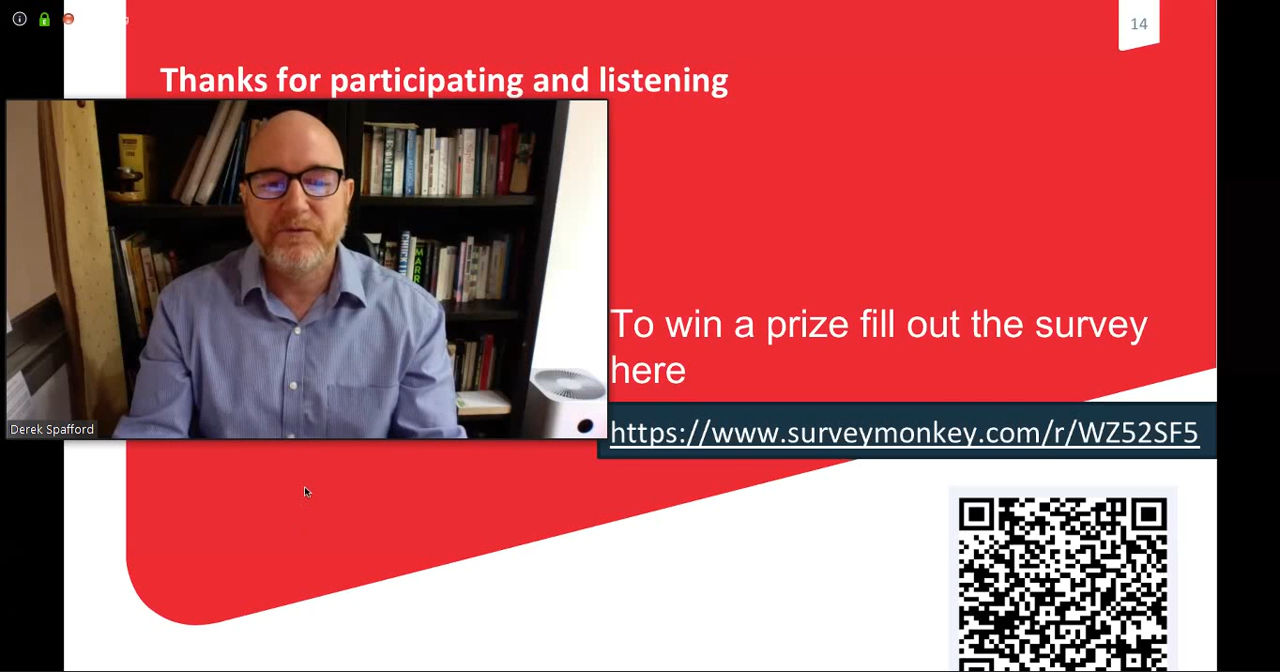 14
Thanks for participating and listening
Derek Spafford
To win a prize fill out the survey
here
https://www.surveymonkey.com/r/WZ52SF5